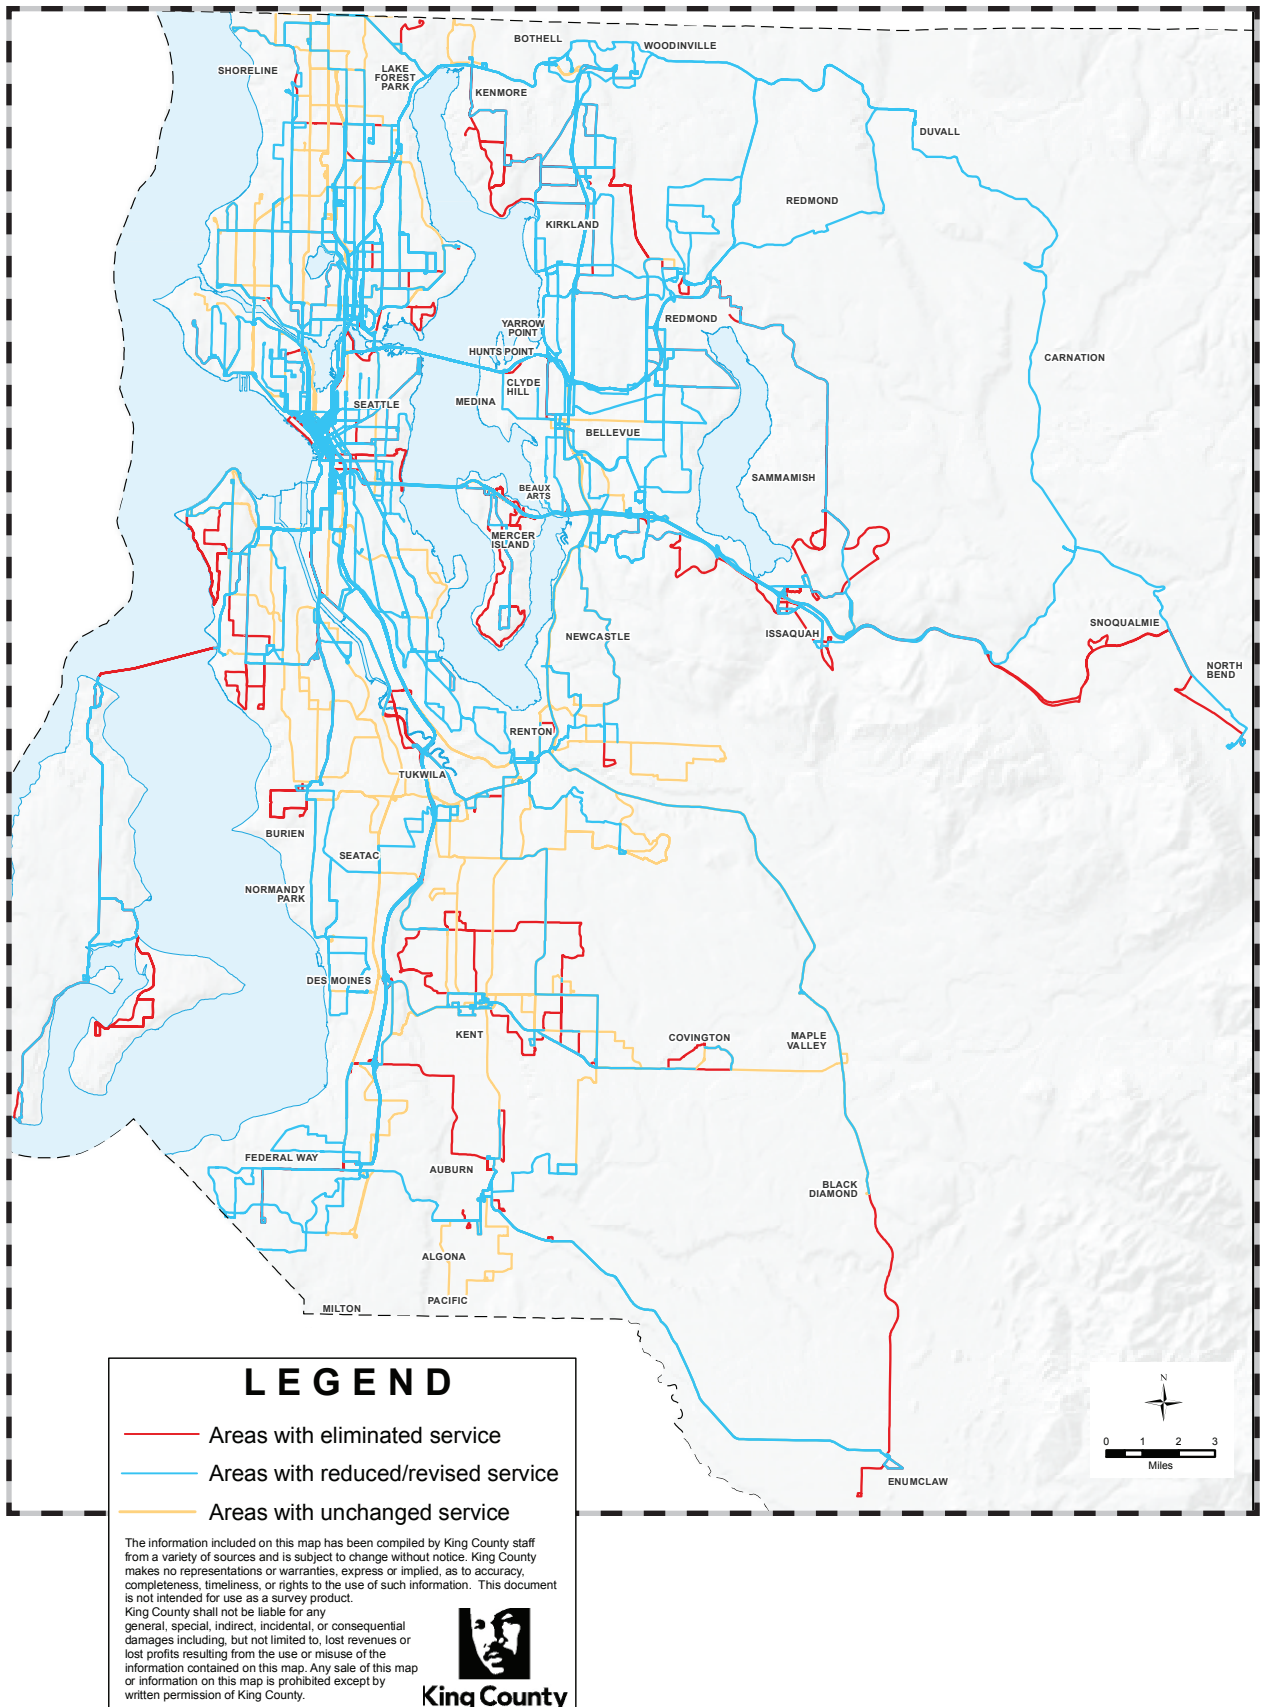 BOTHELL
WOODINVILLE
SHORELINE
LAKE
FOREST
PARK
KENMORE
DUVALL
REDMOND
KIRKLAND
REDMOND
YARROW
POINT
HUNTS POINT
CARNATION
CLYDE
HILL
MEDINA
SEATTLE
BELLEVUE
SAMMAMISH
BEAUX
ARTS
MERCER
ISLAND
NEWCASTLE
ISSAQUAH
SNOQUALMIE
NORTH
BEND
RENTON
TUKWILA
BURIEN
SEATAC
NORMANDY
PARK
DES MOINES
KENT
COVINGTON
MAPLE
VALLEY
FEDERAL WAY
AUBURN
BLACK
DIAMOND
ALGONA
PACIFIC
MILTON
ENUMCLAW
N
0 1 2 3
Miles
LEGEND
Areas with eliminated service
Areas with reduced/revised service
Areas with unchanged service
The information included on this map has been compiled by King County staff
from a variety of sources and is subject to change without notice. King County
makes no representations or warranties, express or implied, as to accuracy,
completeness, timeliness, or rights to the use of such information. This document
is not intended for use as a survey product.
King County shall not be liable for any
general, special, indirect, incidental, or consequential
damages including, but not limited to, lost revenues or
lost profits resulting from the use or misuse of the
information contained on this map. Any sale of this map
or information on this map is prohibited except by
written permission of King County.
King County